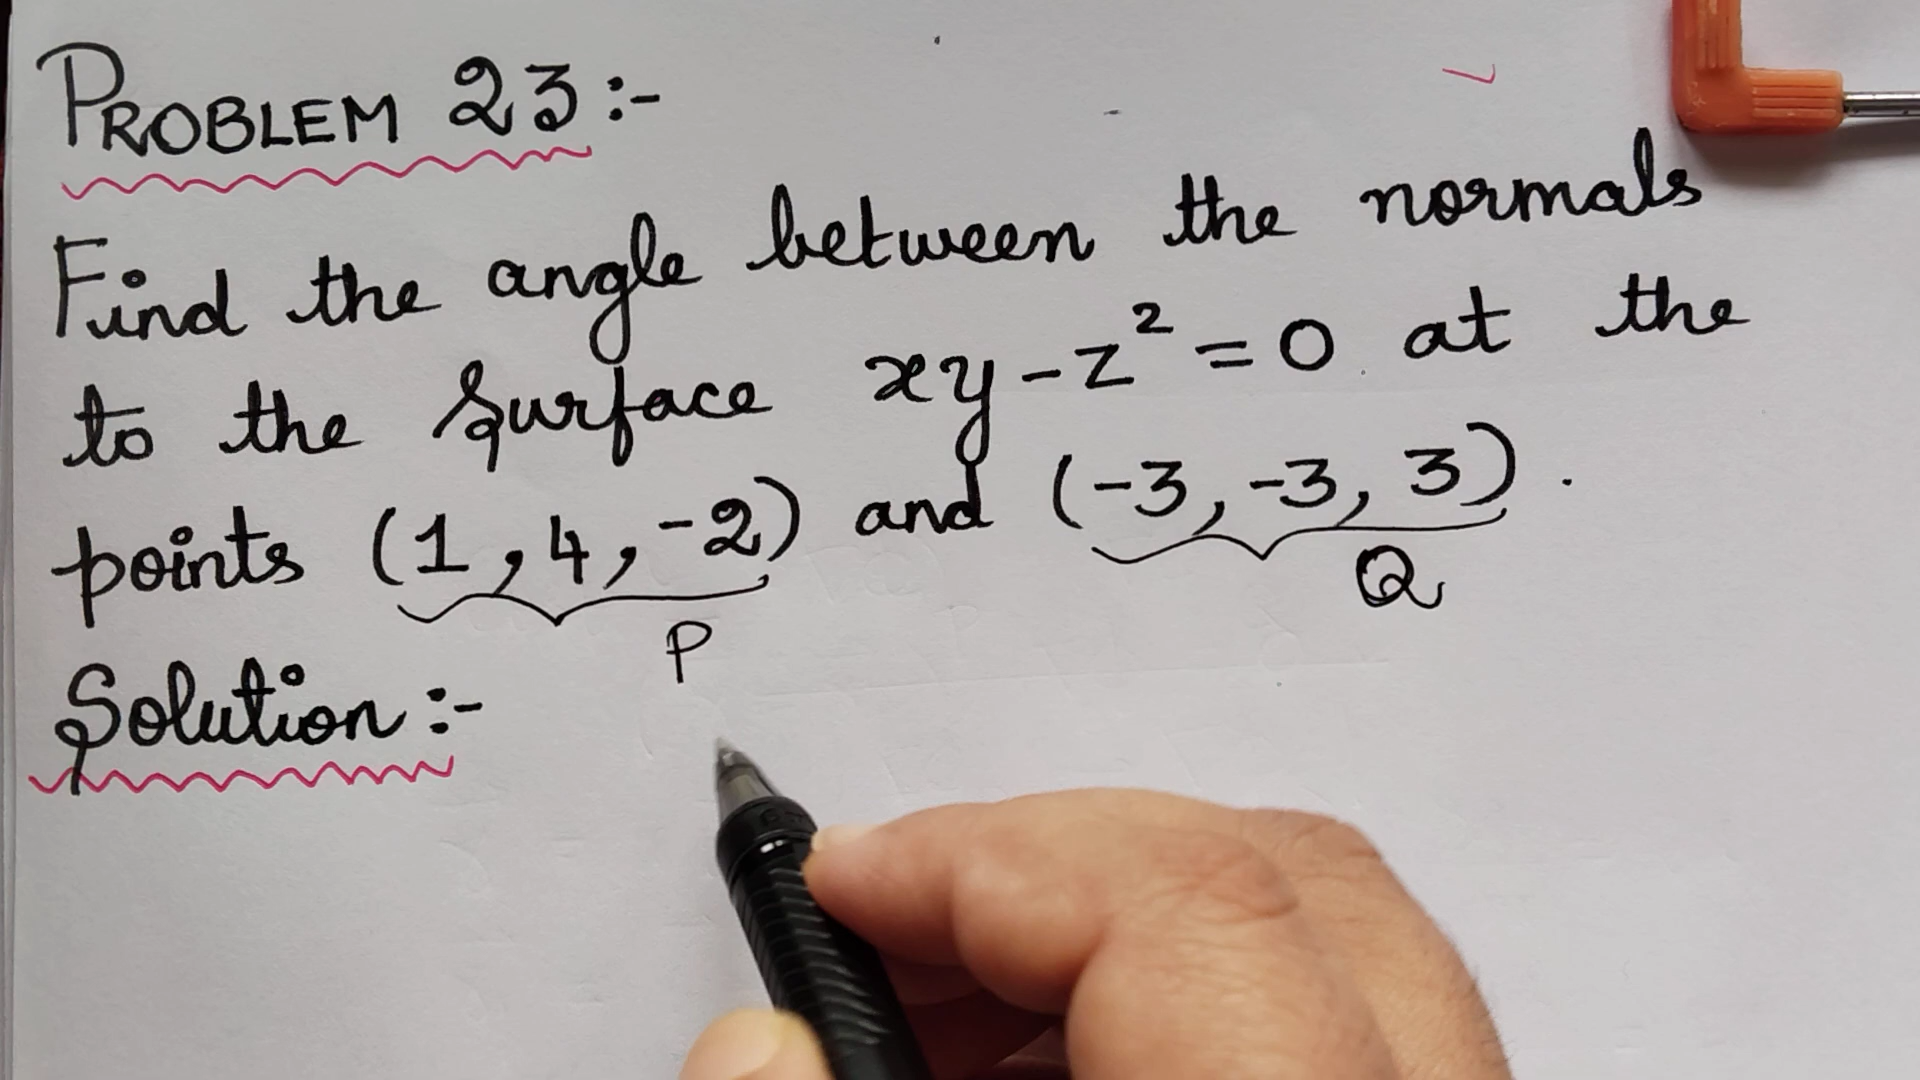 PROBLEM 23:-
Find the angle between the normals
to the surface xy-z²=0 at the
points (1,4,-2) and (-3,-3,3).
P Q
Solution:-